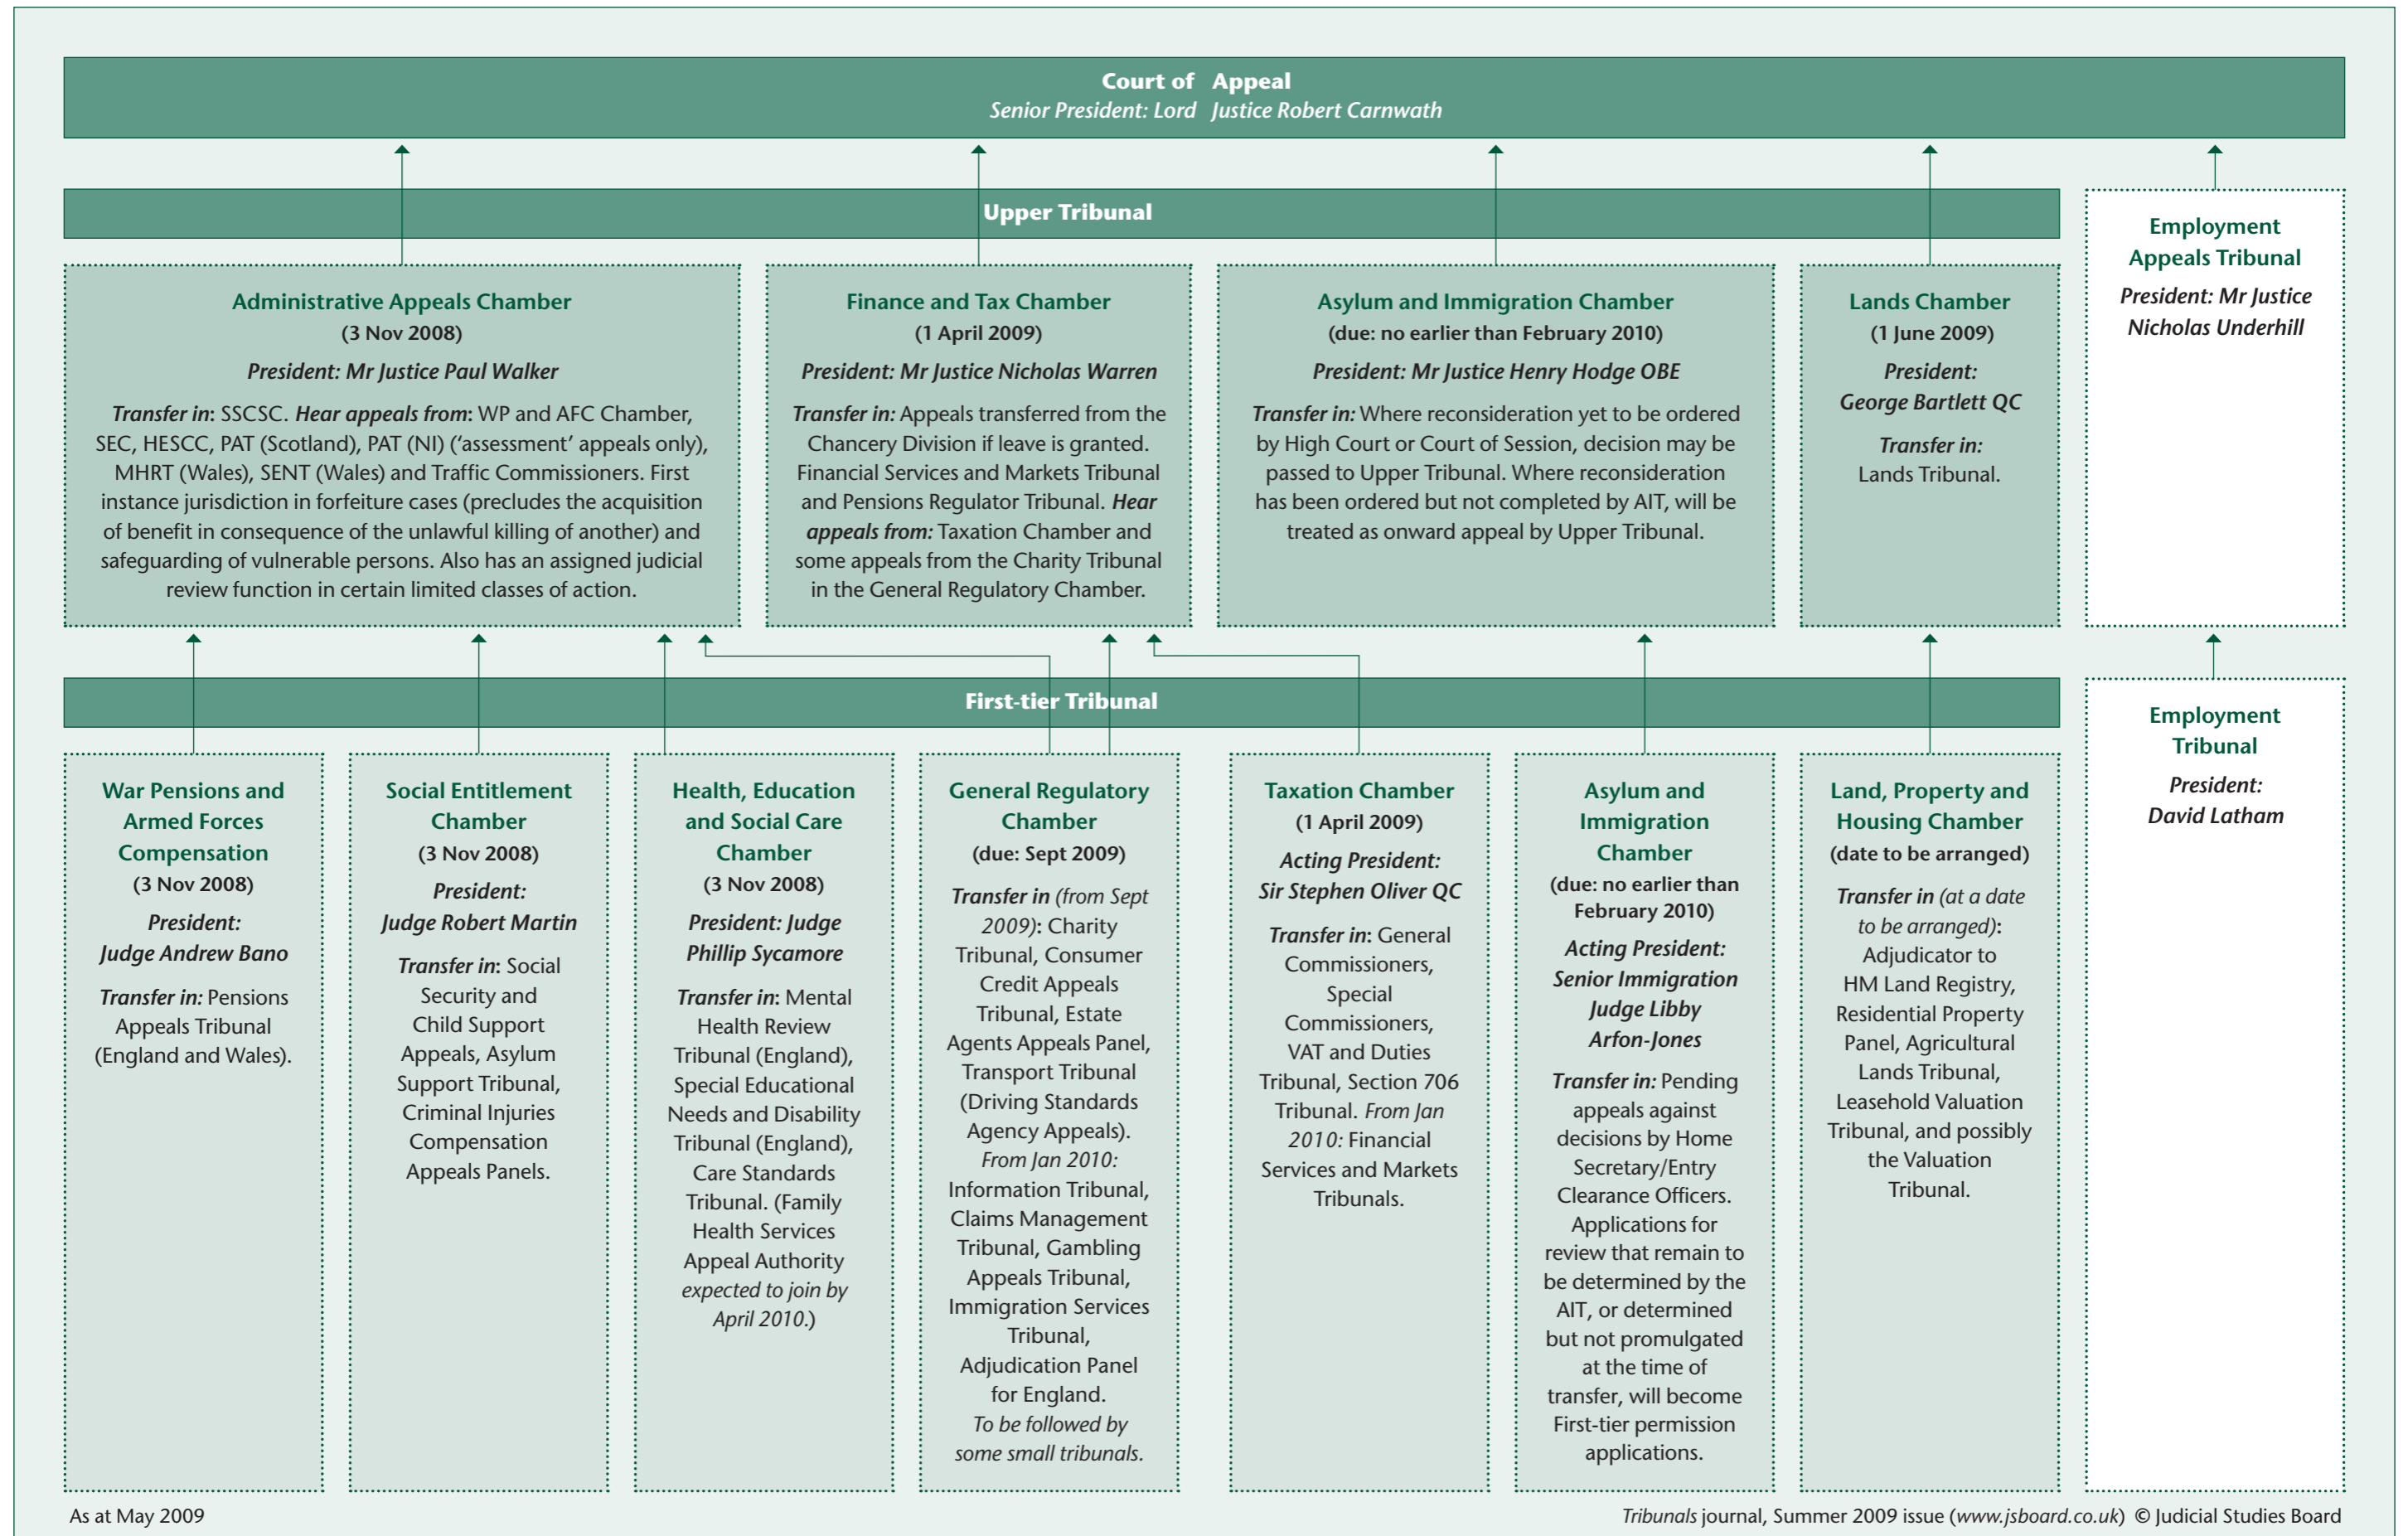 Court of Appeal
Senior President: Lord Justice Robert Carnwath
Upper Tribunal
Administrative Appeals Chamber
(3 Nov 2008)
President: Mr Justice Paul Walker
Transfer in: SSCSC. Hear appeals from: WP and AFC Chamber,
SEC, HESCC, PAT (Scotland), PAT (NI) (‘assessment’ appeals only),
MHRT (Wales), SENT (Wales) and Traffic Commissioners. First
instance jurisdiction in forfeiture cases (precludes the acquisition
of benefit in consequence of the unlawful killing of another) and
safeguarding of vulnerable persons. Also has an assigned judicial
review function in certain limited classes of action.
Finance and Tax Chamber
(1 April 2009)
President: Mr Justice Nicholas Warren
Transfer in: Appeals transferred from the
Chancery Division if leave is granted.
Financial Services and Markets Tribunal
and Pensions Regulator Tribunal. Hear
appeals from: Taxation Chamber and
some appeals from the Charity Tribunal
in the General Regulatory Chamber.
Asylum and Immigration Chamber
(due: no earlier than February 2010)
President: Mr Justice Henry Hodge OBE
Transfer in: Where reconsideration yet to be ordered
by High Court or Court of Session, decision may be
passed to Upper Tribunal. Where reconsideration
has been ordered but not completed by AIT, will be
treated as onward appeal by Upper Tribunal.
Lands Chamber
(1 June 2009)
President:
George Bartlett QC
Transfer in:
Lands Tribunal.
Employment
Appeals Tribunal
President: Mr Justice
Nicholas Underhill
First-tier Tribunal
War Pensions and
Armed Forces
Compensation
(3 Nov 2008)
President:
Judge Andrew Bano
Transfer in: Pensions
Appeals Tribunal
(England and Wales).
Social Entitlement
Chamber
(3 Nov 2008)
President:
Judge Robert Martin
Transfer in: Social
Security and
Child Support
Appeals, Asylum
Support Tribunal,
Criminal Injuries
Compensation
Appeals Panels.
Health, Education
and Social Care
Chamber
(3 Nov 2008)
President: Judge
Phillip Sycamore
Transfer in: Mental
Health Review
Tribunal (England),
Special Educational
Needs and Disability
Tribunal (England),
Care Standards
Tribunal. (Family
Health Services
Appeal Authority
expected to join by
April 2010.)
General Regulatory
Chamber
(due: Sept 2009)
Transfer in (from Sept
2009): Charity
Tribunal, Consumer
Credit Appeals
Tribunal, Estate
Agents Appeals Panel,
Transport Tribunal
(Driving Standards
Agency Appeals).
From Jan 2010:
Information Tribunal,
Claims Management
Tribunal, Gambling
Appeals Tribunal,
Immigration Services
Tribunal,
Adjudication Panel
for England.
To be followed by
some small tribunals.
Taxation Chamber
(1 April 2009)
Acting President:
Sir Stephen Oliver QC
Transfer in: General
Commissioners,
Special
Commissioners,
VAT and Duties
Tribunal, Section 706
Tribunal. From Jan
2010: Financial
Services and Markets
Tribunals.
Asylum and
Immigration
Chamber
(due: no earlier than
February 2010)
Acting President:
Senior Immigration
Judge Libby
Arfon-Jones
Transfer in: Pending
appeals against
decisions by Home
Secretary/Entry
Clearance Officers.
Applications for
review that remain to
be determined by the
AIT, or determined
but not promulgated
at the time of
transfer, will become
First-tier permission
applications.
Land, Property and
Housing Chamber
(date to be arranged)
Transfer in (at a date
to be arranged):
Adjudicator to
HM Land Registry,
Residential Property
Panel, Agricultural
Lands Tribunal,
Leasehold Valuation
Tribunal, and possibly
the Valuation
Tribunal.
Employment
Tribunal
President:
David Latham
As at May 2009
Tribunals journal, Summer 2009 issue (www.jsboard.co.uk) © Judicial Studies Board